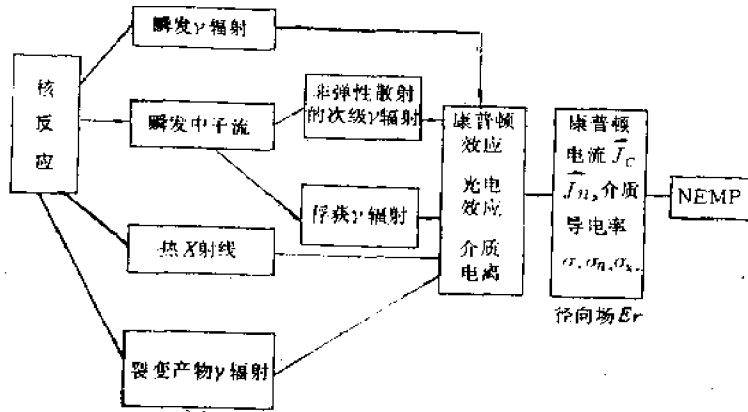 核
反
应
瞬发γ辐射
瞬发中子流
非弹性散射
的次级γ辐射
俘获γ辐射
热X射线
裂变产物γ辐射
康普顿
效应
光电
效应
介质
电离
康普顿
电流J⃗c
J⃗n,介质
导电率
σ,σn,σx.
径向场Er
NEMP